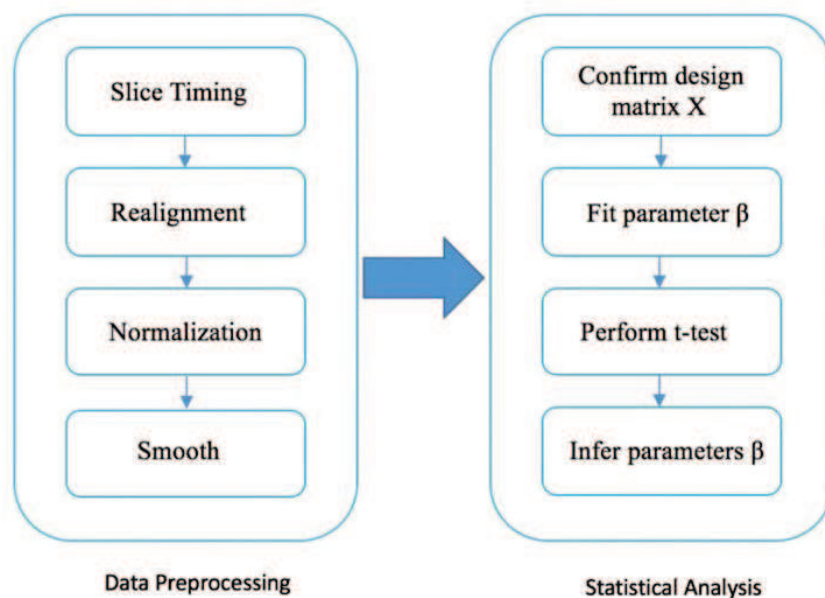 Slice Timing
Realignment
Normalization
Smooth
Data Preprocessing
Confirm design
matrix X
Fit parameter β
Perform t-test
Infer parameters β
Statistical Analysis